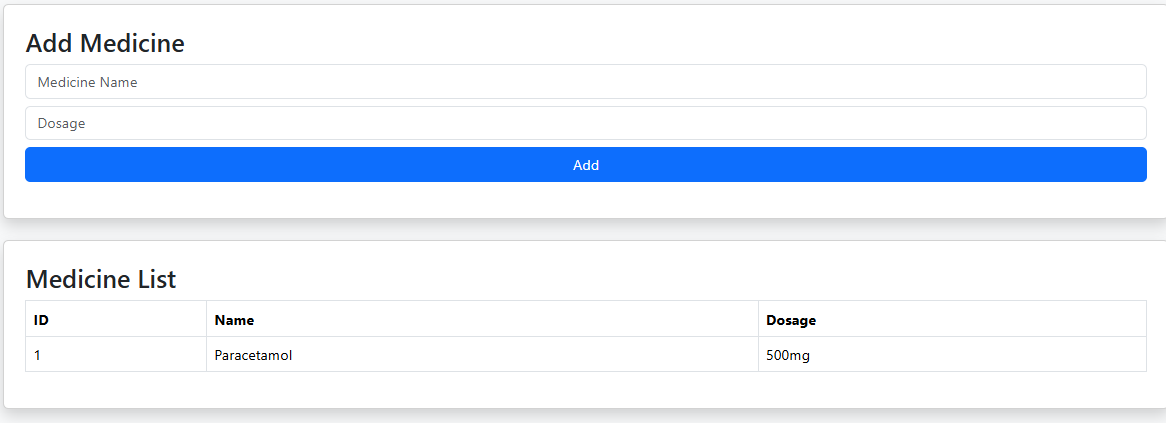 Add Medicine
Medicine Name
Dosage
Add
Medicine List
ID Name Dosage
1 Paracetamol 500mg